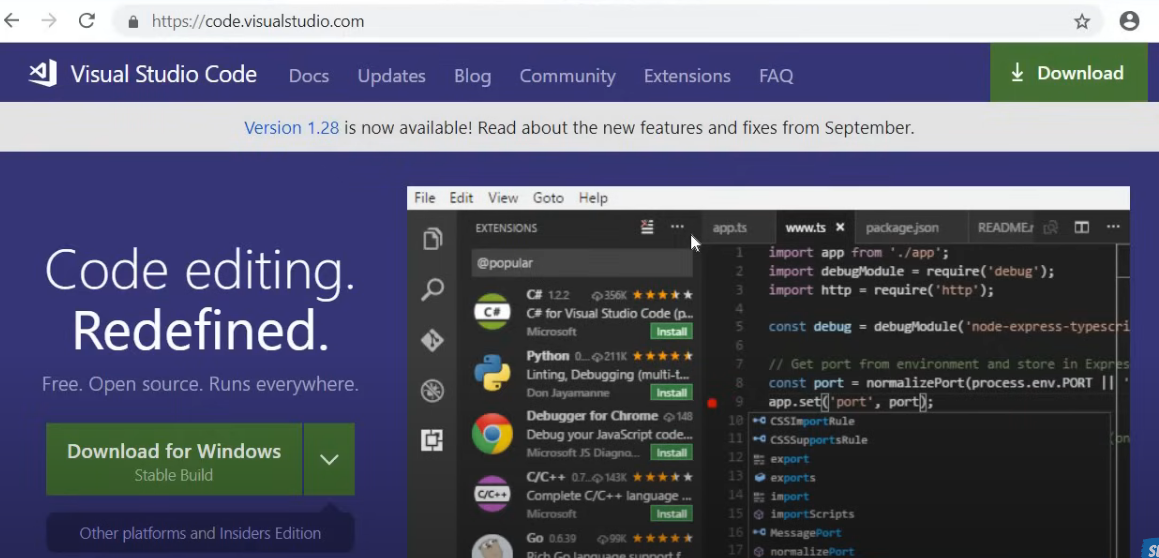 https://code.visualstudio.com
Visual Studio Code Docs Updates Blog Community Extensions FAQ Download
Version 1.28 is now available! Read about the new features and fixes from September.
Code editing.
Redefined.
Free. Open source. Runs everywhere.
Download for Windows
Stable Build
Other platforms and Insiders Edition
File Edit View Goto Help
EXTENSIONS
@popular
C# 1.2.2 356K
C# for Visual Studio Code (p...
Microsoft Install
Python 0... 211K
Linting, Debugging (multi-t...
Don Jayamanne Install
Debugger for Chrome 148
Debug your JavaScript code...
Microsoft JS Diagno... Install
C/C++ 0.7... 143K
C/C++
Complete C/C++ language ...
Microsoft Install
Go 0.6.39 99K
Rich Go language support f
app.ts www.ts package.json README.
1 import app from './app';
2 import debugModule = require('debug');
3 import http = require('http');
4
5 const debug = debugModule('node-express-typescri
6
7 // Get port from environment and store in Expres
8 const port = normalizePort(process.env.PORT || '
9 app.set('port', port);
10 CSSImportRule
11 CSSSupportsRule
12 export
13 exports
14 import
15 importScripts
16 MessagePort
17 normalizePort